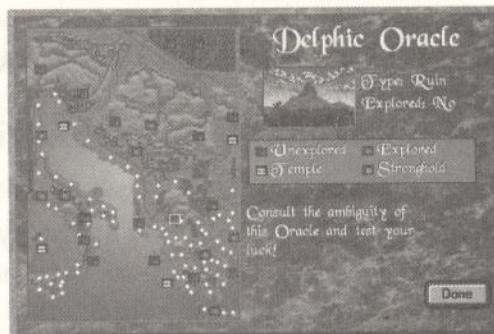 Delphic Oracle
Type: Ruin
Explored: No
Unexplored Explored
Temple Stronghold
Consult the ambiguity of
this Oracle and test your
luck!
Done